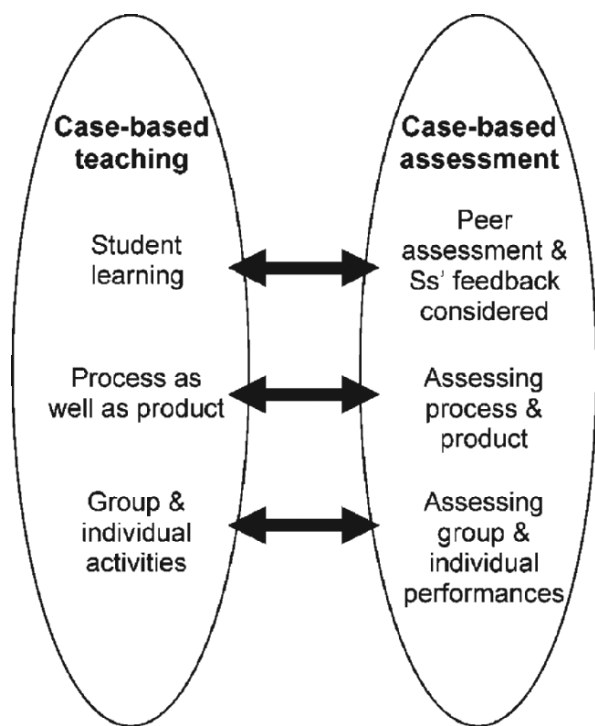 Case-based
teaching
Student
learning
Process as
well as product
Group &
individual
activities
Case-based
assessment
Peer
assessment &
Ss' feedback
considered
Assessing
process &
product
Assessing
group &
individual
performances